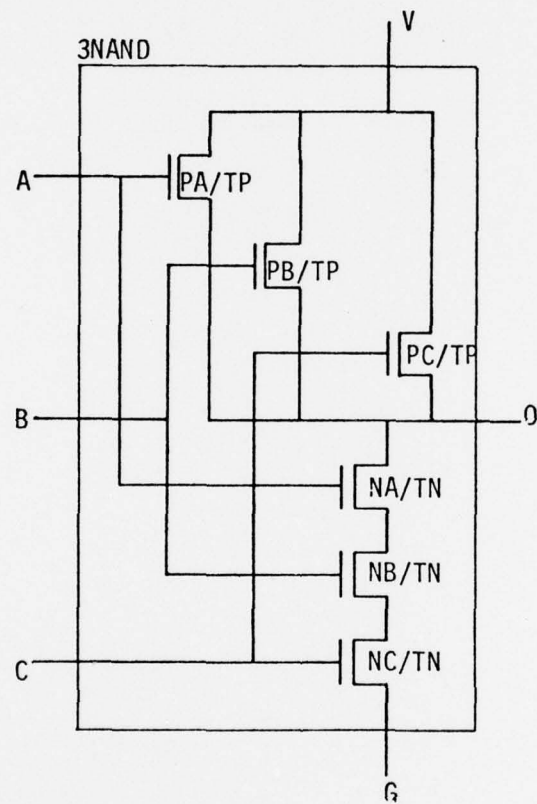 V
3NAND
A
PA/TP
PB/TP
PC/TP
B
O
NA/TN
NB/TN
C
NC/TN
G